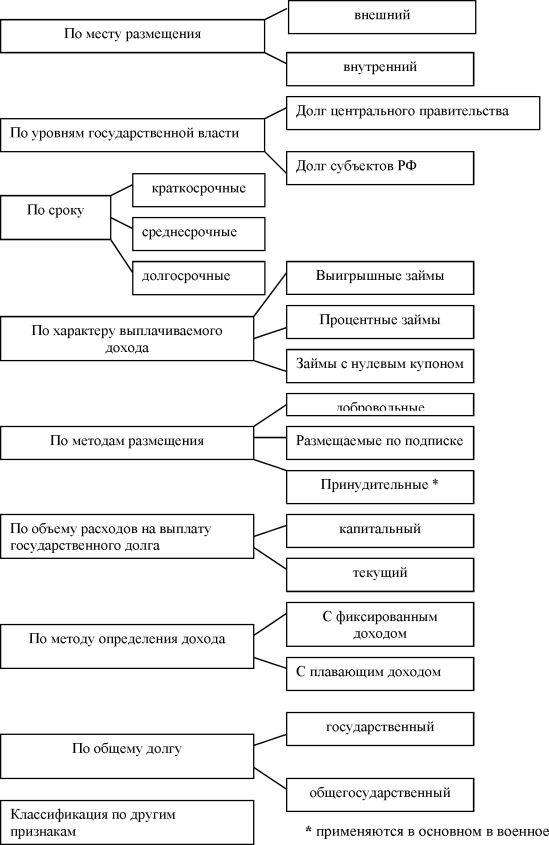 внешний
По месту размещения
внутренний
Долг центрального правительства
По уровням государственной власти
Долг субъектов РФ
краткосрочные
По сроку
среднесрочные
долгосрочные
Выигрышные займы
По характеру выплачиваемого
дохода
Процентные займы
Займы с нулевым купоном
добровольные
По методам размещения
Размещаемые по подписке
Принудительные *
По объему расходов на выплату
государственного долга
капитальный
текущий
По методу определения дохода
С фиксированным
доходом
С плавающим доходом
государственный
По общему долгу
общегосударственный
Классификация по другим
признакам
* применяются в основном в военное